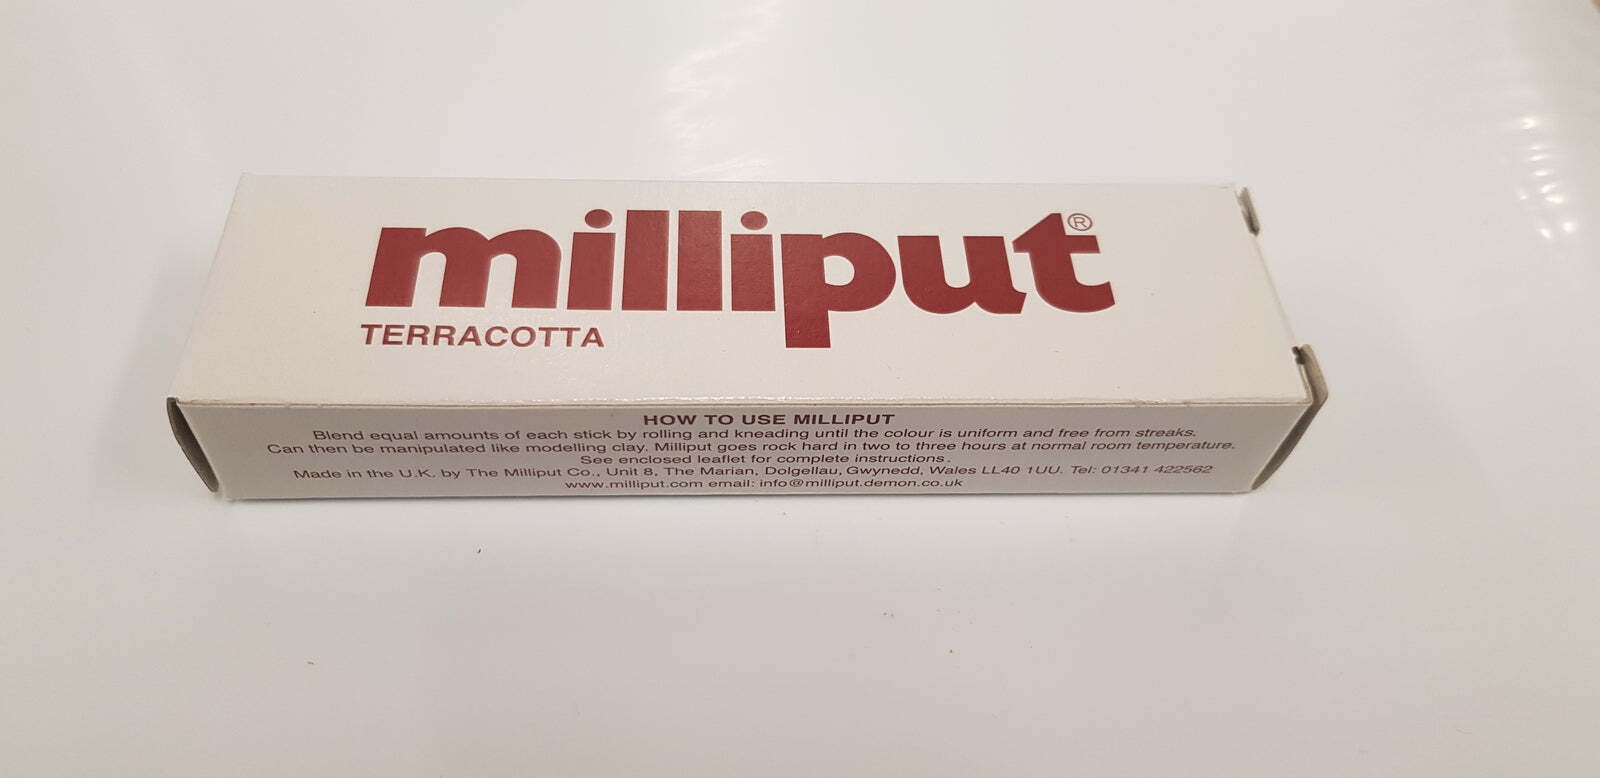 milliput®
TERRACOTTA
HOW TO USE MILLIPUT
Blend equal amounts of each stick by rolling and kneading until the colour is uniform and free from streaks.
Can then be manipulated like modelling clay. Milliput goes rock hard in two to three hours at normal room temperature.
See enclosed leaflet for complete instructions.
Made in the U.K. by The Milliput Co., Unit 8, The Marian, Dolgellau, Gwynedd, Wales LL40 1UU. Tel: 01341 422562
www.milliput.com email: info@milliput.demon.co.uk